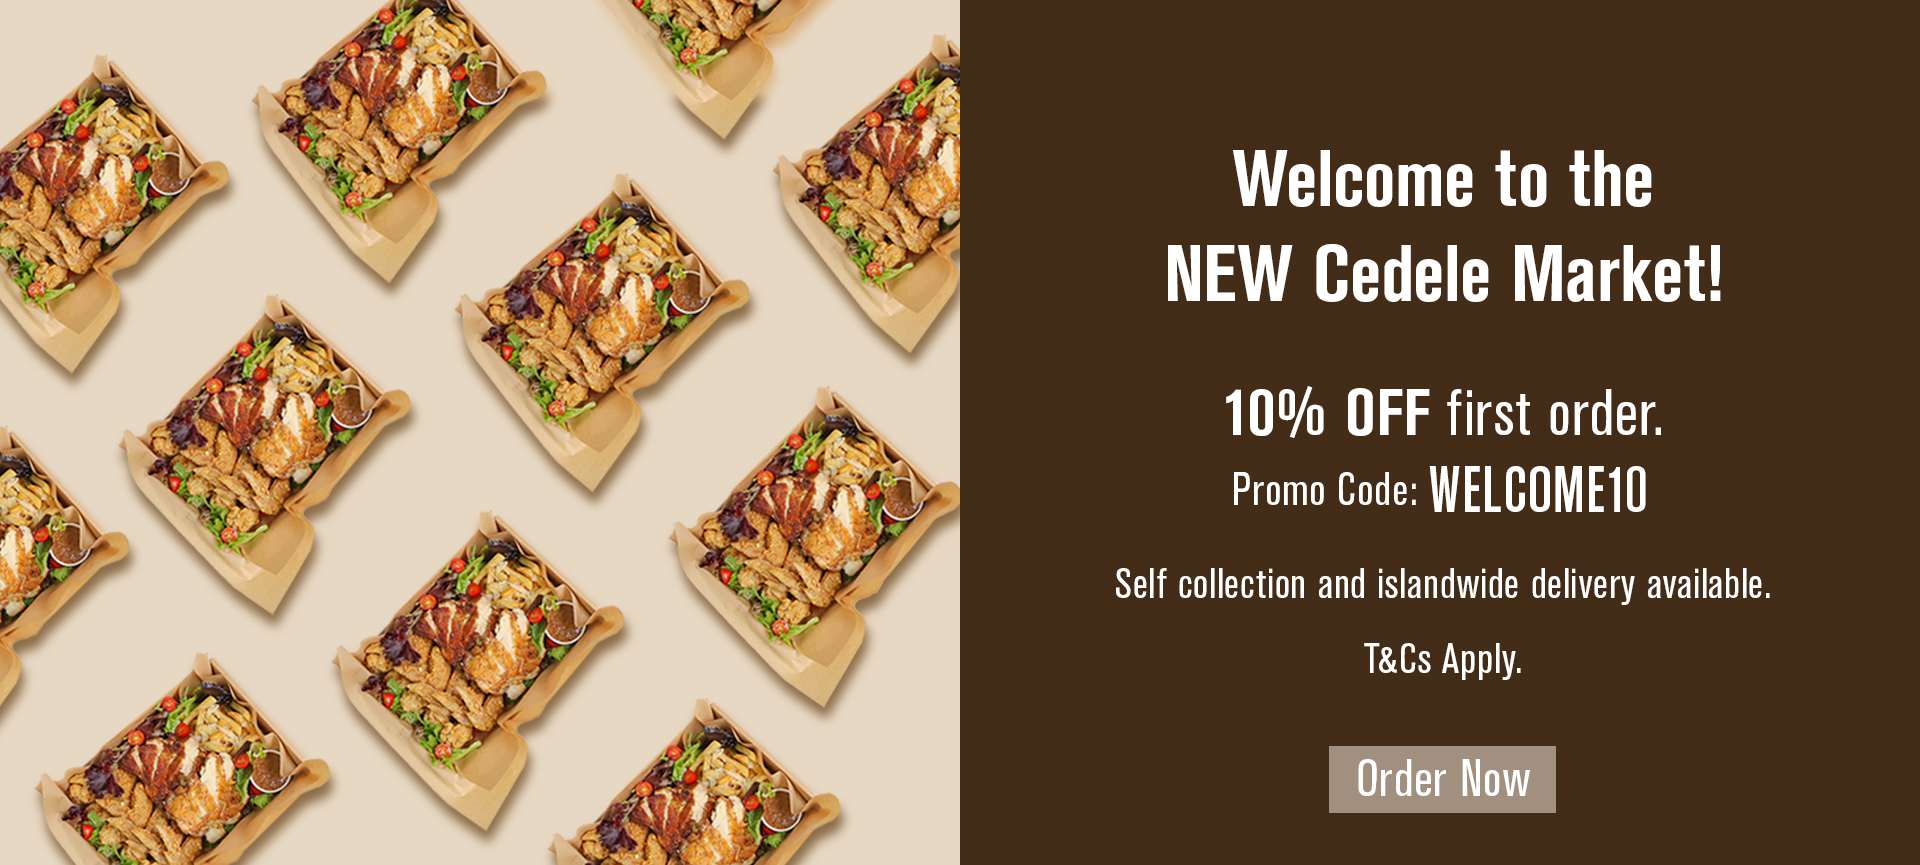 Welcome to the
NEW Cedele Market!
10% OFF first order.
Promo Code: WELCOME10
Self collection and islandwide delivery available.
T&Cs Apply.
Order Now